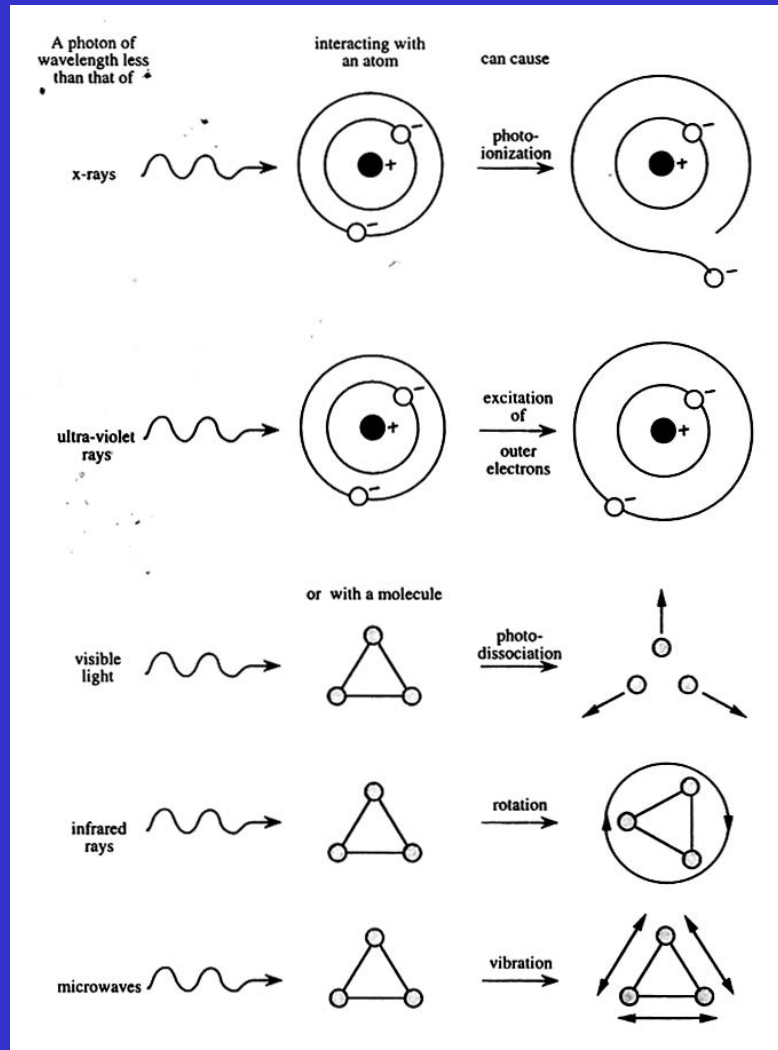 A photon of
wavelength less
than that of
interacting with
an atom
can cause
x-rays
+
−
−
photo-
ionization
+
−
−
ultra-violet
rays
+
−
−
excitation
of
outer
electrons
+
−
−
or with a molecule
visible
light
photo-
dissociation
infrared
rays
rotation
microwaves
vibration